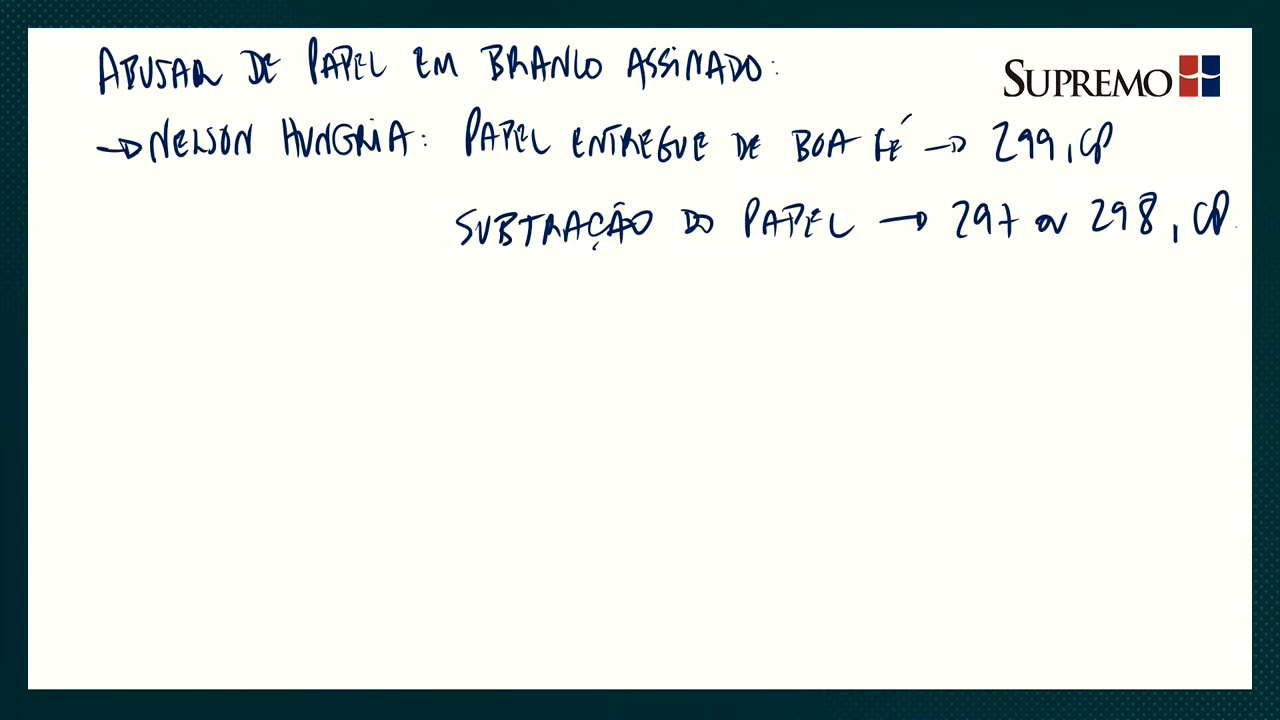 ABUSAR DE PAPEL EM BRANCO ASSINADO:
SUPREMO
→ NELSON HUNGRIA: PAPEL ENTREGUE DE BOA FÉ → 299, CP
SUBTRAÇÃO DO PAPEL → 297 ou 298, CP.